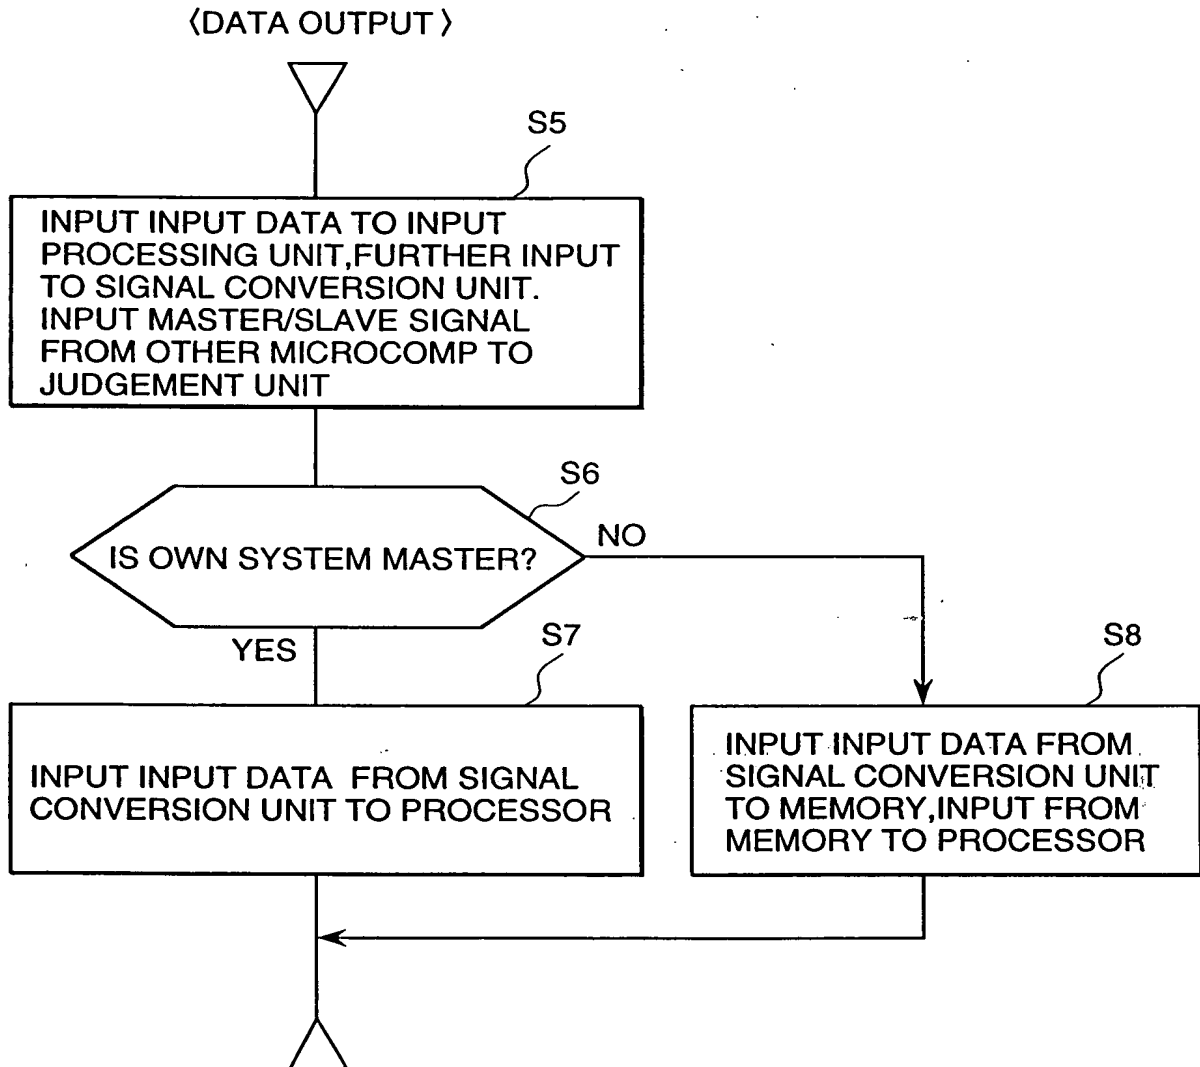 〈DATA OUTPUT〉
S5
INPUT INPUT DATA TO INPUT
PROCESSING UNIT,FURTHER INPUT
TO SIGNAL CONVERSION UNIT.
INPUT MASTER/SLAVE SIGNAL
FROM OTHER MICROCOMP TO
JUDGEMENT UNIT
S6
IS OWN SYSTEM MASTER?
NO
YES
S7
INPUT INPUT DATA FROM SIGNAL
CONVERSION UNIT TO PROCESSOR
S8
INPUT INPUT DATA FROM
SIGNAL CONVERSION UNIT
TO MEMORY,INPUT FROM
MEMORY TO PROCESSOR